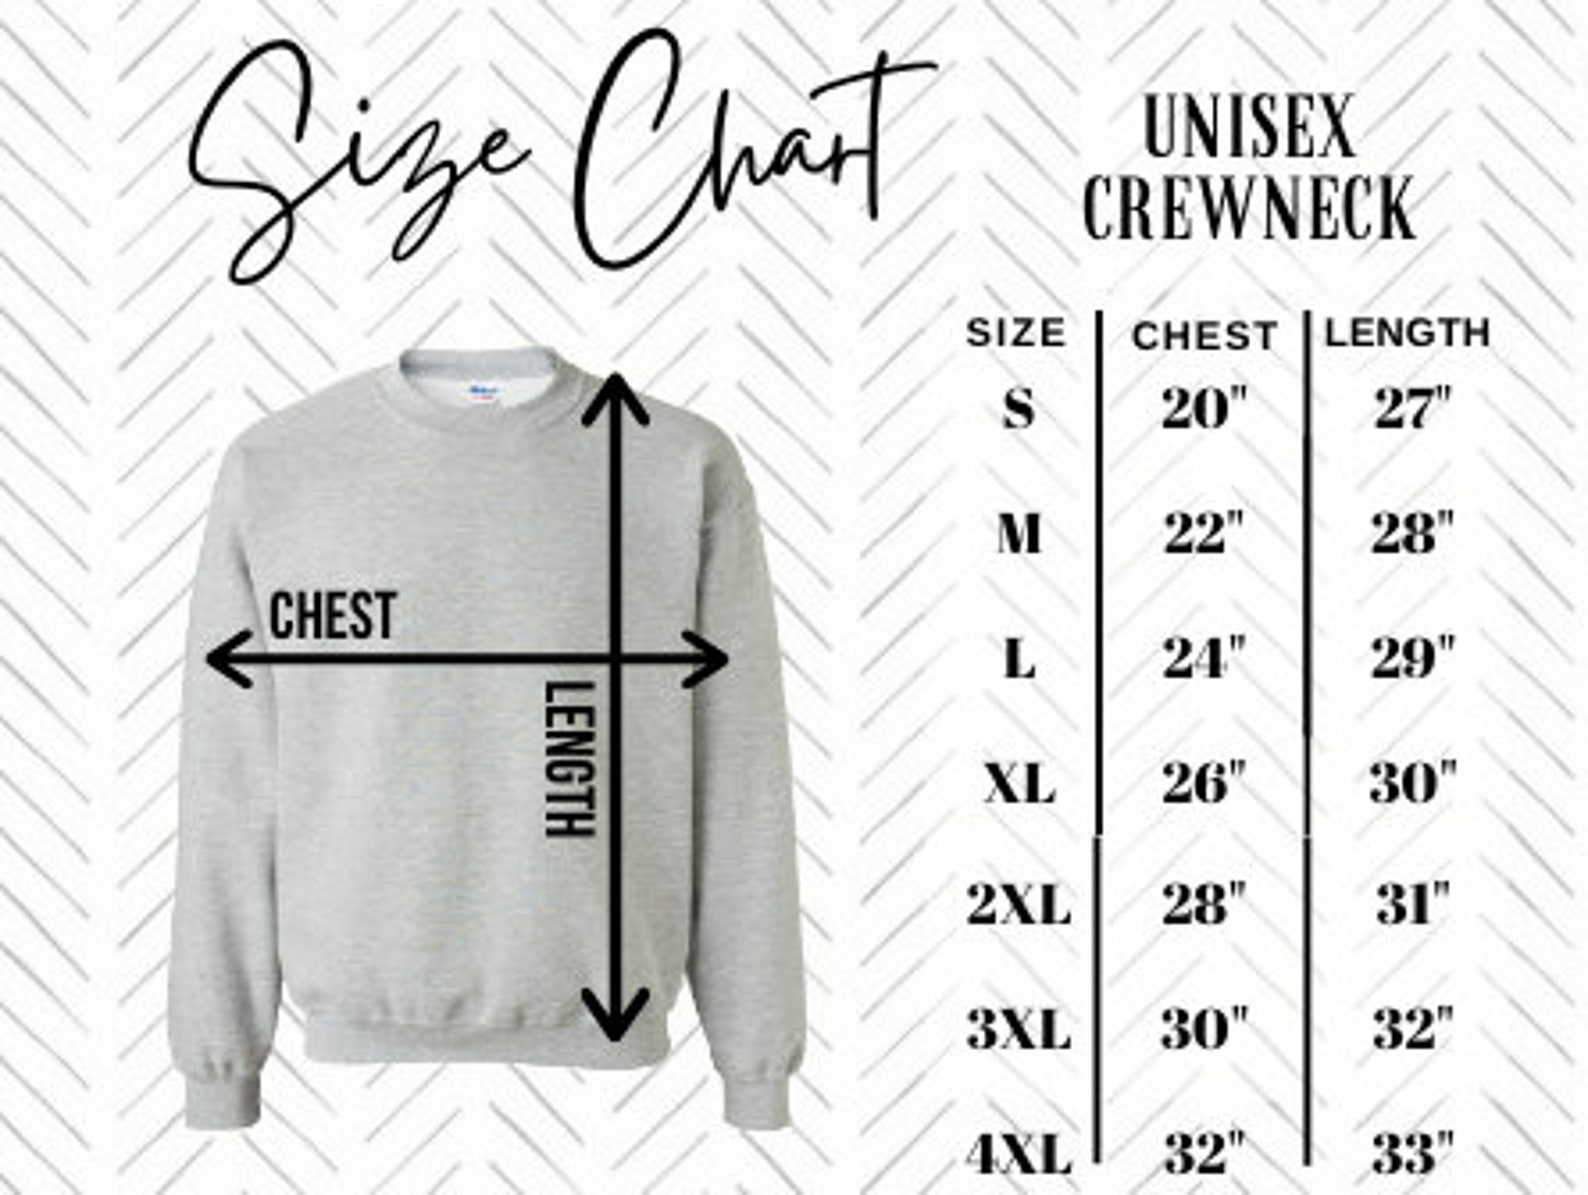 Size Chart
UNISEX
CREWNECK
SIZE CHEST LENGTH
S 20" 27"
M 22" 28"
L 24" 29"
XL 26" 30"
2XL 28" 31"
3XL 30" 32"
4XL 32" 33"
CHEST
LENGTH